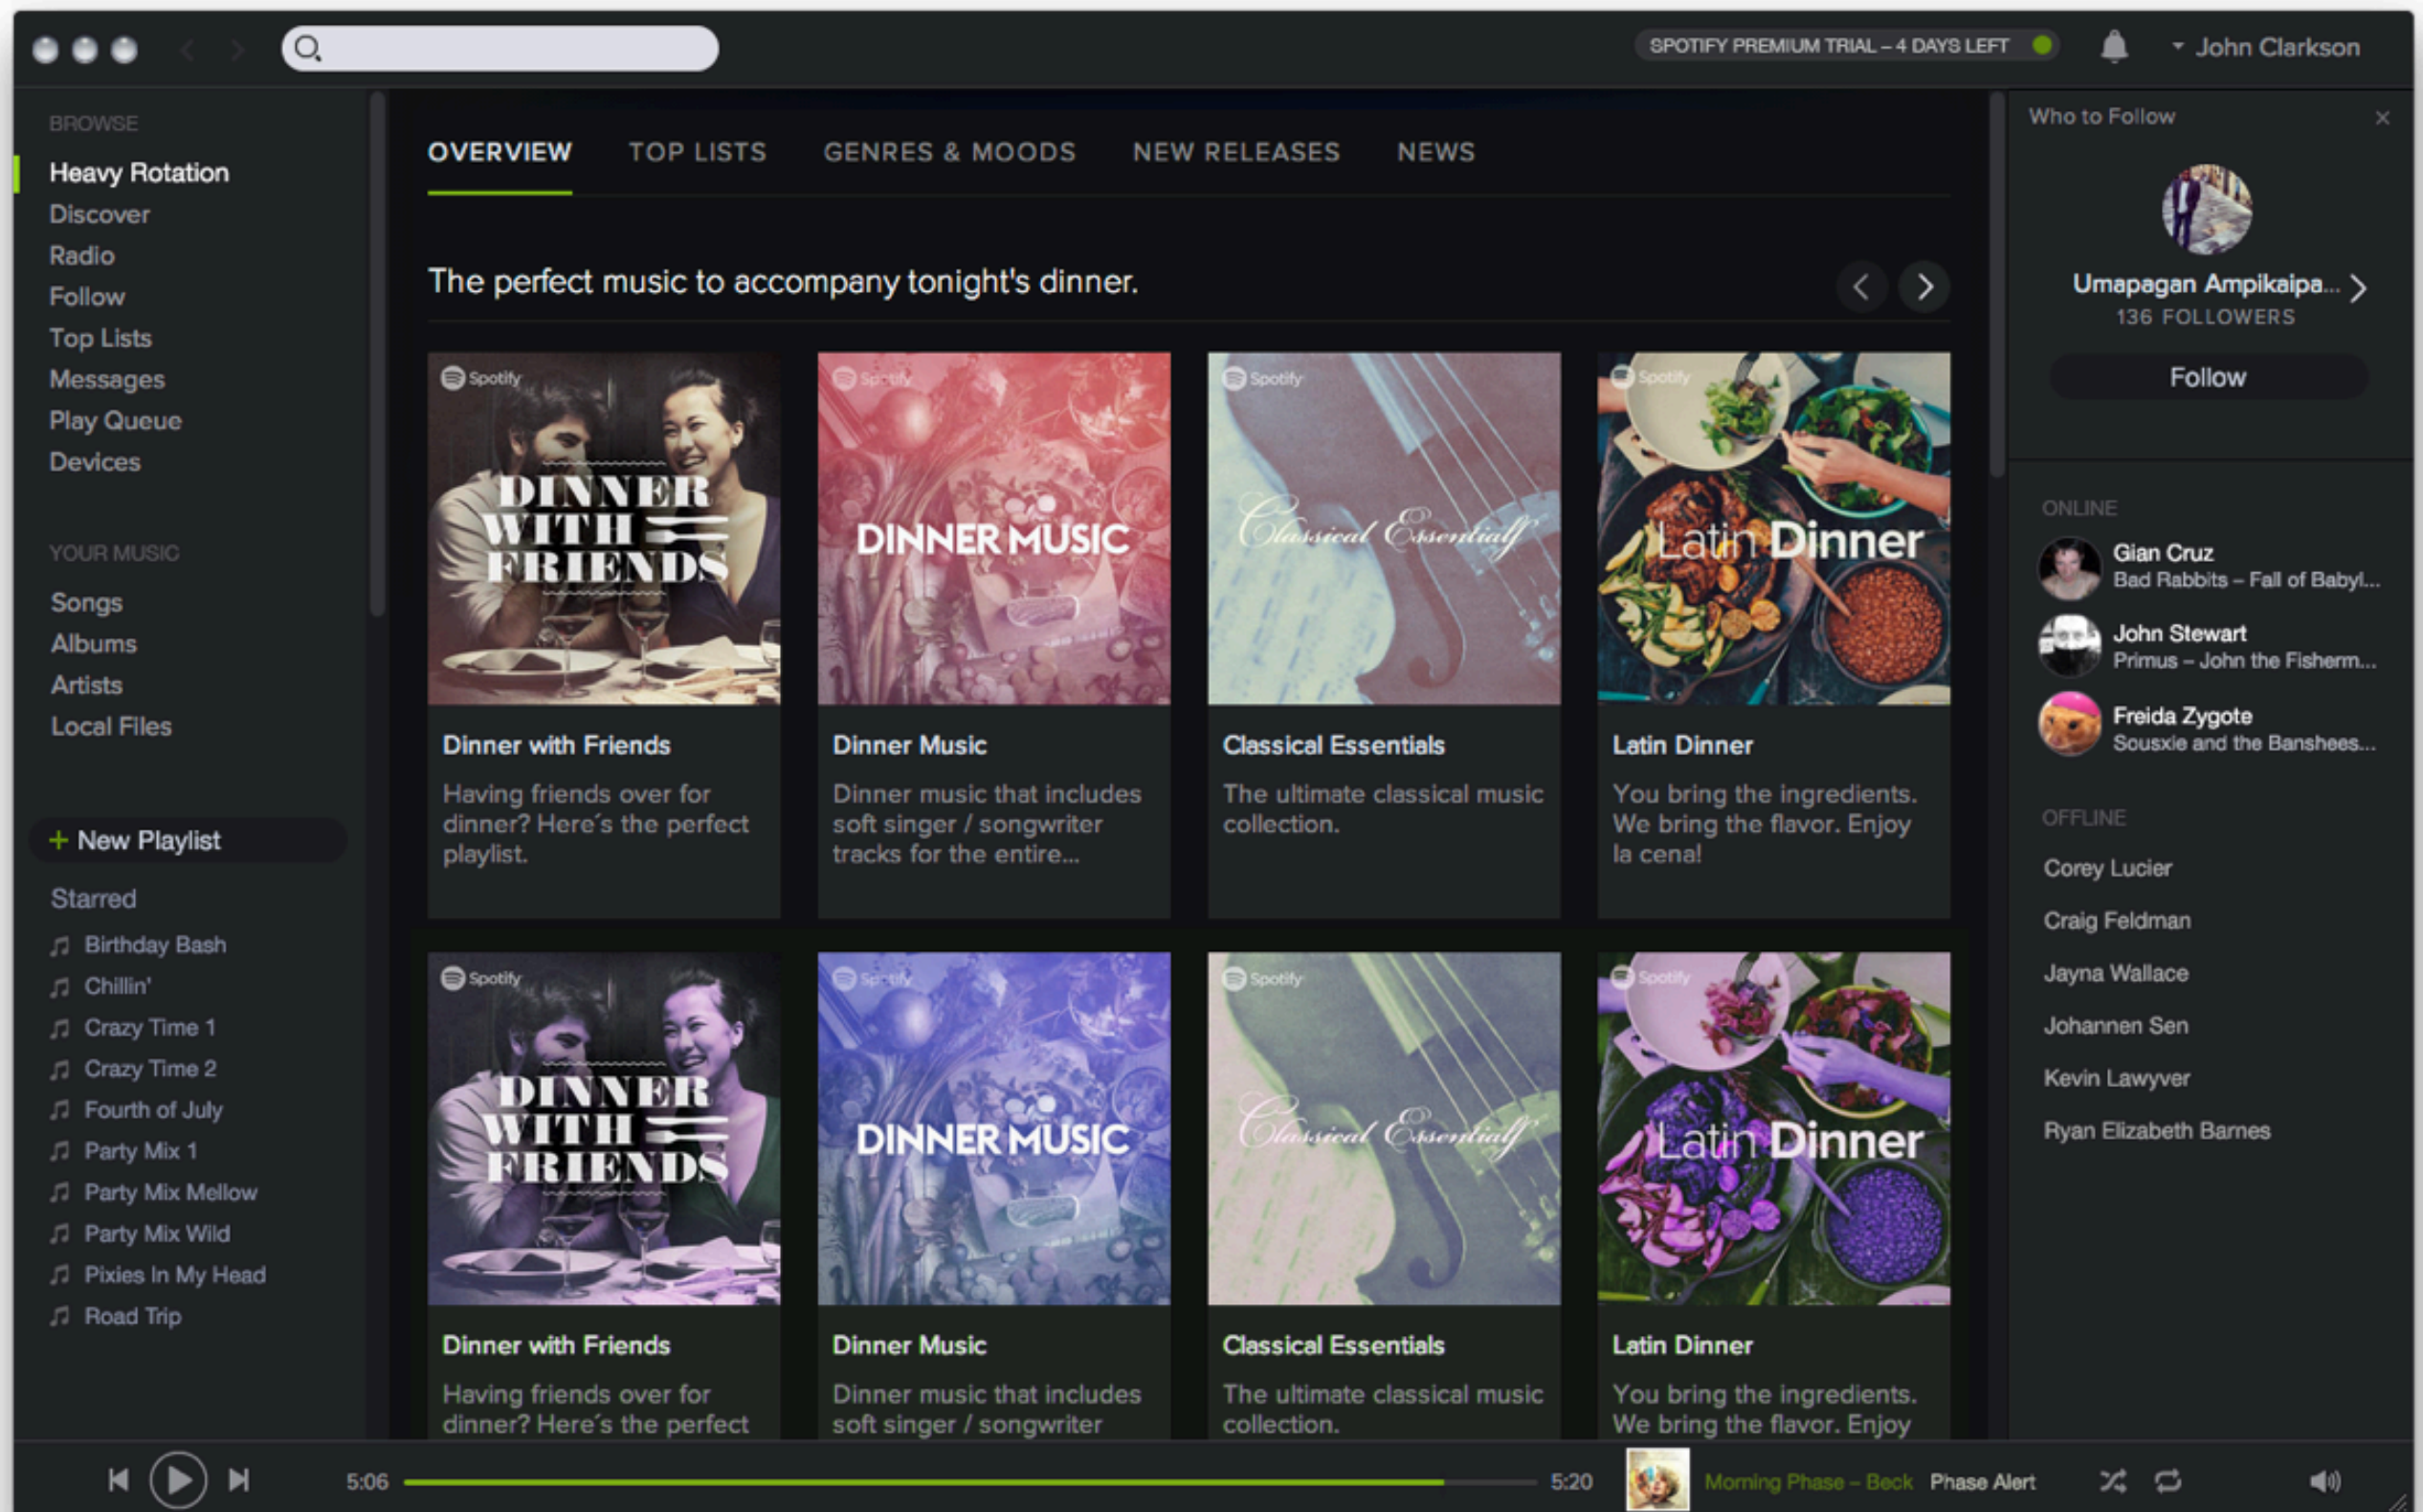 SPOTIFY PREMIUM TRIAL – 4 DAYS LEFT
John Clarkson
BROWSE
Heavy Rotation
Discover
Radio
Follow
Top Lists
Messages
Play Queue
Devices
YOUR MUSIC
Songs
Albums
Artists
Local Files
+ New Playlist
Starred
Birthday Bash
Chillin'
Crazy Time 1
Crazy Time 2
Fourth of July
Party Mix 1
Party Mix Mellow
Party Mix Wild
Pixies In My Head
Road Trip
OVERVIEW TOP LISTS GENRES & MOODS NEW RELEASES NEWS
The perfect music to accompany tonight's dinner.
Spotify
DINNER
WITH
FRIENDS
Dinner with Friends
Having friends over for
dinner? Here´s the perfect
playlist.
Spotify
DINNER MUSIC
Dinner Music
Dinner music that includes
soft singer / songwriter
tracks for the entire...
Spotify
Classical Essentials
Classical Essentials
The ultimate classical music
collection.
Spotify
Latin Dinner
Latin Dinner
You bring the ingredients.
We bring the flavor. Enjoy
la cena!
Spotify
DINNER
WITH
FRIENDS
Dinner with Friends
Having friends over for
dinner? Here´s the perfect
Spotify
DINNER MUSIC
Dinner Music
Dinner music that includes
soft singer / songwriter
Spotify
Classical Essentials
Classical Essentials
The ultimate classical music
collection.
Spotify
Latin Dinner
Latin Dinner
You bring the ingredients.
We bring the flavor. Enjoy
Who to Follow
Umapagan Ampikaipa...
136 FOLLOWERS
Follow
ONLINE
Gian Cruz
Bad Rabbits – Fall of Babyl...
John Stewart
Primus – John the Fisherm...
Freida Zygote
Sousxie and the Banshees...
OFFLINE
Corey Lucier
Craig Feldman
Jayna Wallace
Johannen Sen
Kevin Lawyver
Ryan Elizabeth Barnes
5:06
5:20
Morning Phase – Beck Phase Alert